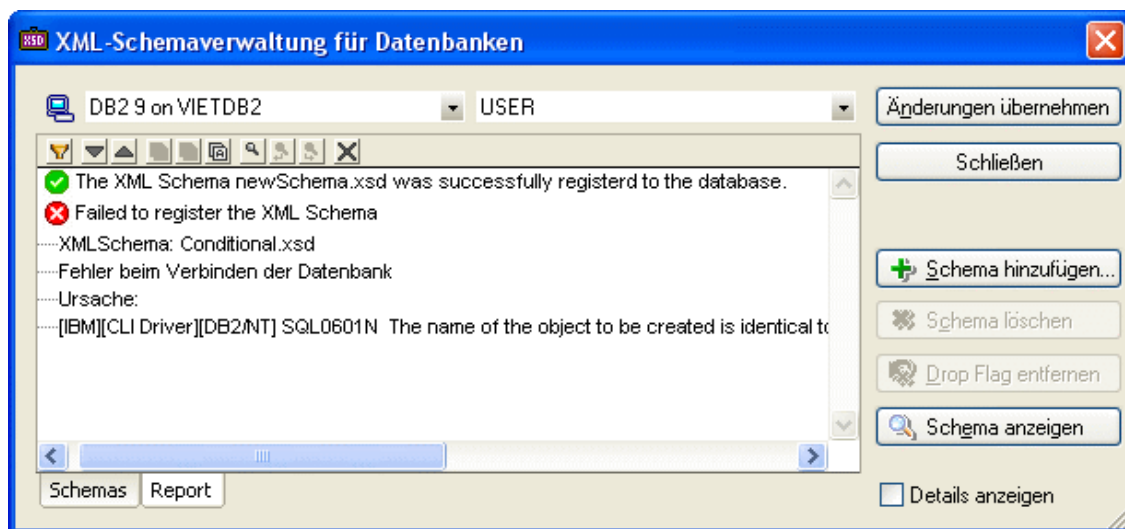 XSD XML-Schemaverwaltung für Datenbanken
DB2 9 on VIETDB2
USER
Änderungen übernehmen
Schließen
The XML Schema newSchema.xsd was successfully registerd to the database.
Failed to register the XML Schema
XMLSchema: Conditional.xsd
Fehler beim Verbinden der Datenbank
Ursache:
[IBM][CLI Driver][DB2/NT] SQL0601N The name of the object to be created is identical to
Schema hinzufügen...
Schema löschen
Drop Flag entfernen
Schema anzeigen
Schemas
Report
Details anzeigen